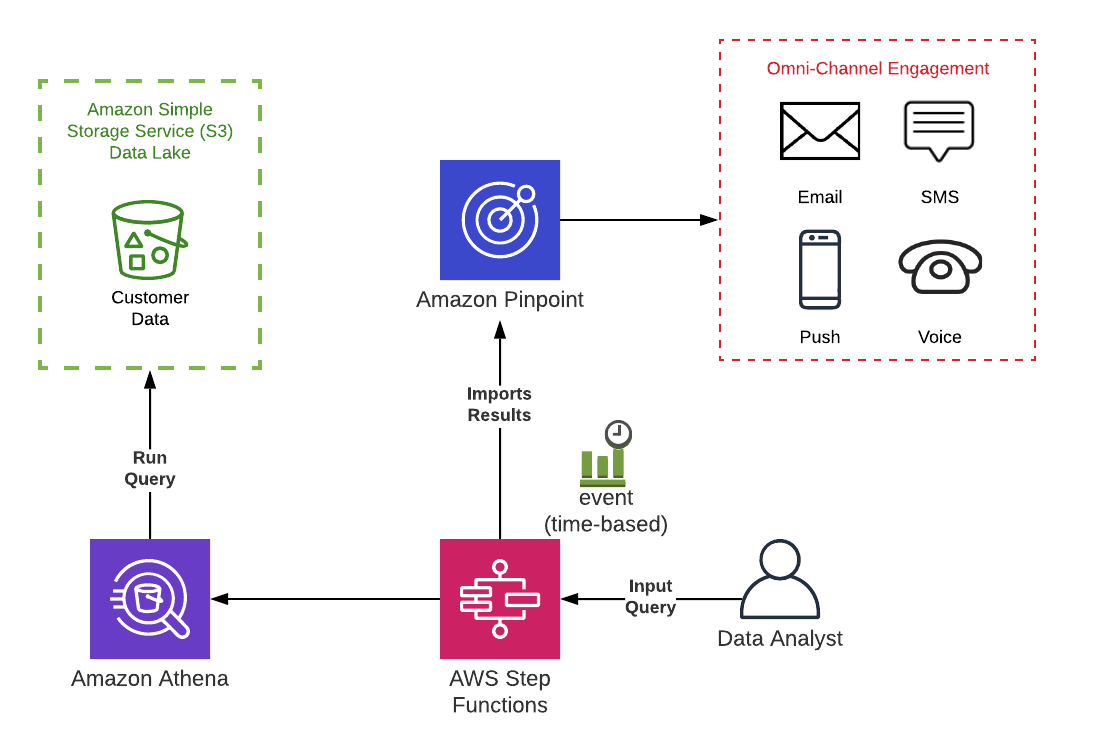 Omni-Channel Engagement
Amazon Simple
Storage Service (S3)
Data Lake
Email
SMS
Customer
Data
Amazon Pinpoint
Push
Voice
Imports
Results
Run
Query
event
(time-based)
Input
Query
Data Analyst
Amazon Athena
AWS Step
Functions